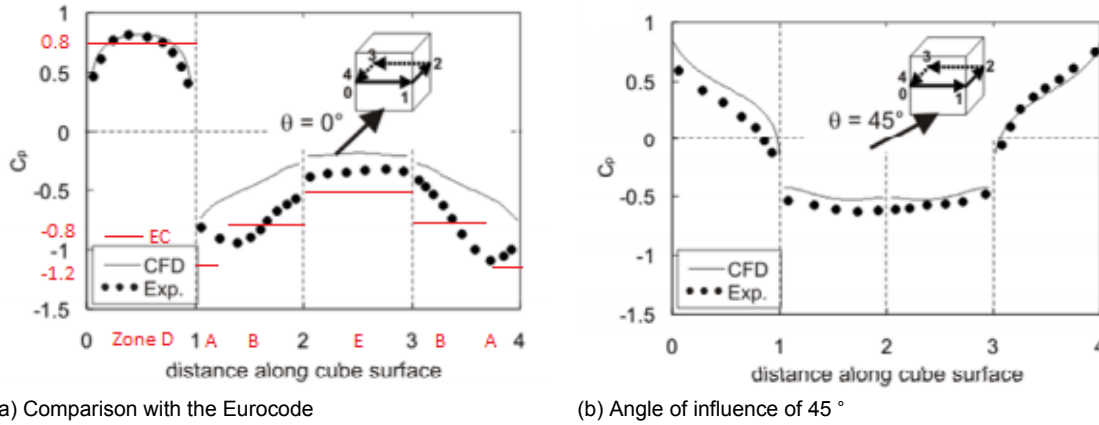 1
0.8
0.5
0
-0.5
-0.8
-1
-1.2
-1.5
Cp
θ = 0°
3
2
4
0
1
EC
CFD
Exp.
0 Zone D 1 A B 2 E 3 B A 4
distance along cube surface
a) Comparison with the Eurocode
1
0.5
0
-0.5
-1
-1.5
Cp
θ = 45°
3
2
4
0
1
CFD
Exp.
0 1 2 3 4
distance along cube surface
(b) Angle of influence of 45 °